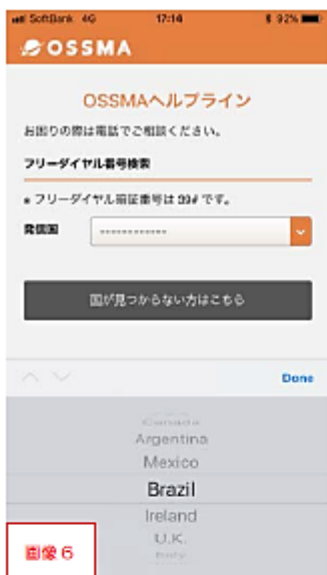 SoftBank 4G 17:14 92%
OSSMA
OSSMAヘルプライン
お困りの際は電話でご相談ください。
フリーダイヤル番号検索
* フリーダイヤル暗証番号は 99# です。
発信国
------------
国が見つからない方はこちら
Done
Canada
Argentina
Mexico
Brazil
Ireland
U.K.
Italy
画像6